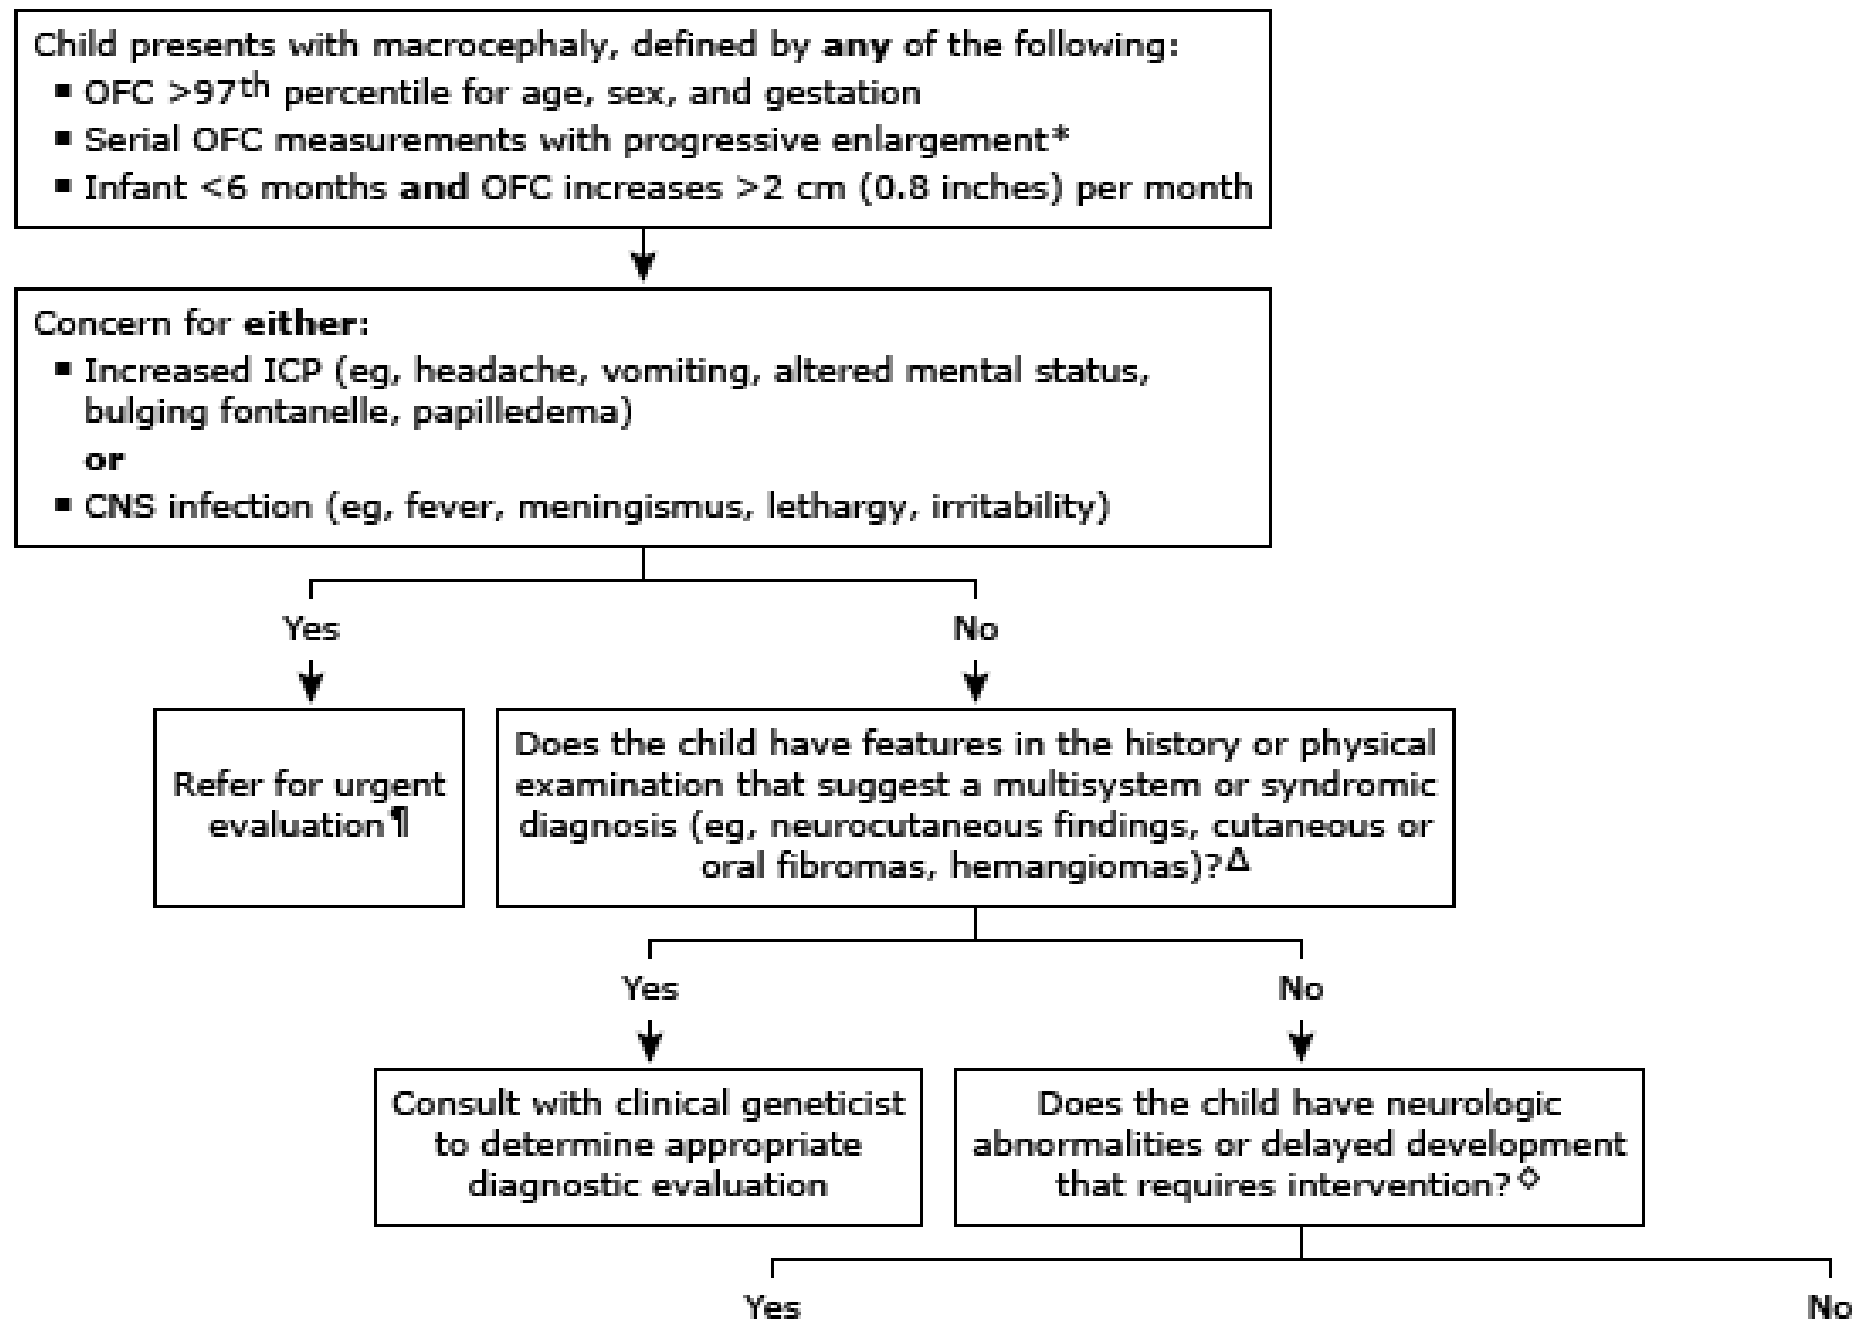 Child presents with macrocephaly, defined by any of the following:
▪ OFC >97th percentile for age, sex, and gestation
▪ Serial OFC measurements with progressive enlargement*
▪ Infant <6 months and OFC increases >2 cm (0.8 inches) per month
Concern for either:
▪ Increased ICP (eg, headache, vomiting, altered mental status,
bulging fontanelle, papilledema)
or
▪ CNS infection (eg, fever, meningismus, lethargy, irritability)
Yes
No
Refer for urgent
evaluation¶
Does the child have features in the history or physical
examination that suggest a multisystem or syndromic
diagnosis (eg, neurocutaneous findings, cutaneous or
oral fibromas, hemangiomas)?Δ
Yes
No
Consult with clinical geneticist
to determine appropriate
diagnostic evaluation
Does the child have neurologic
abnormalities or delayed development
that requires intervention?◊
Yes
No